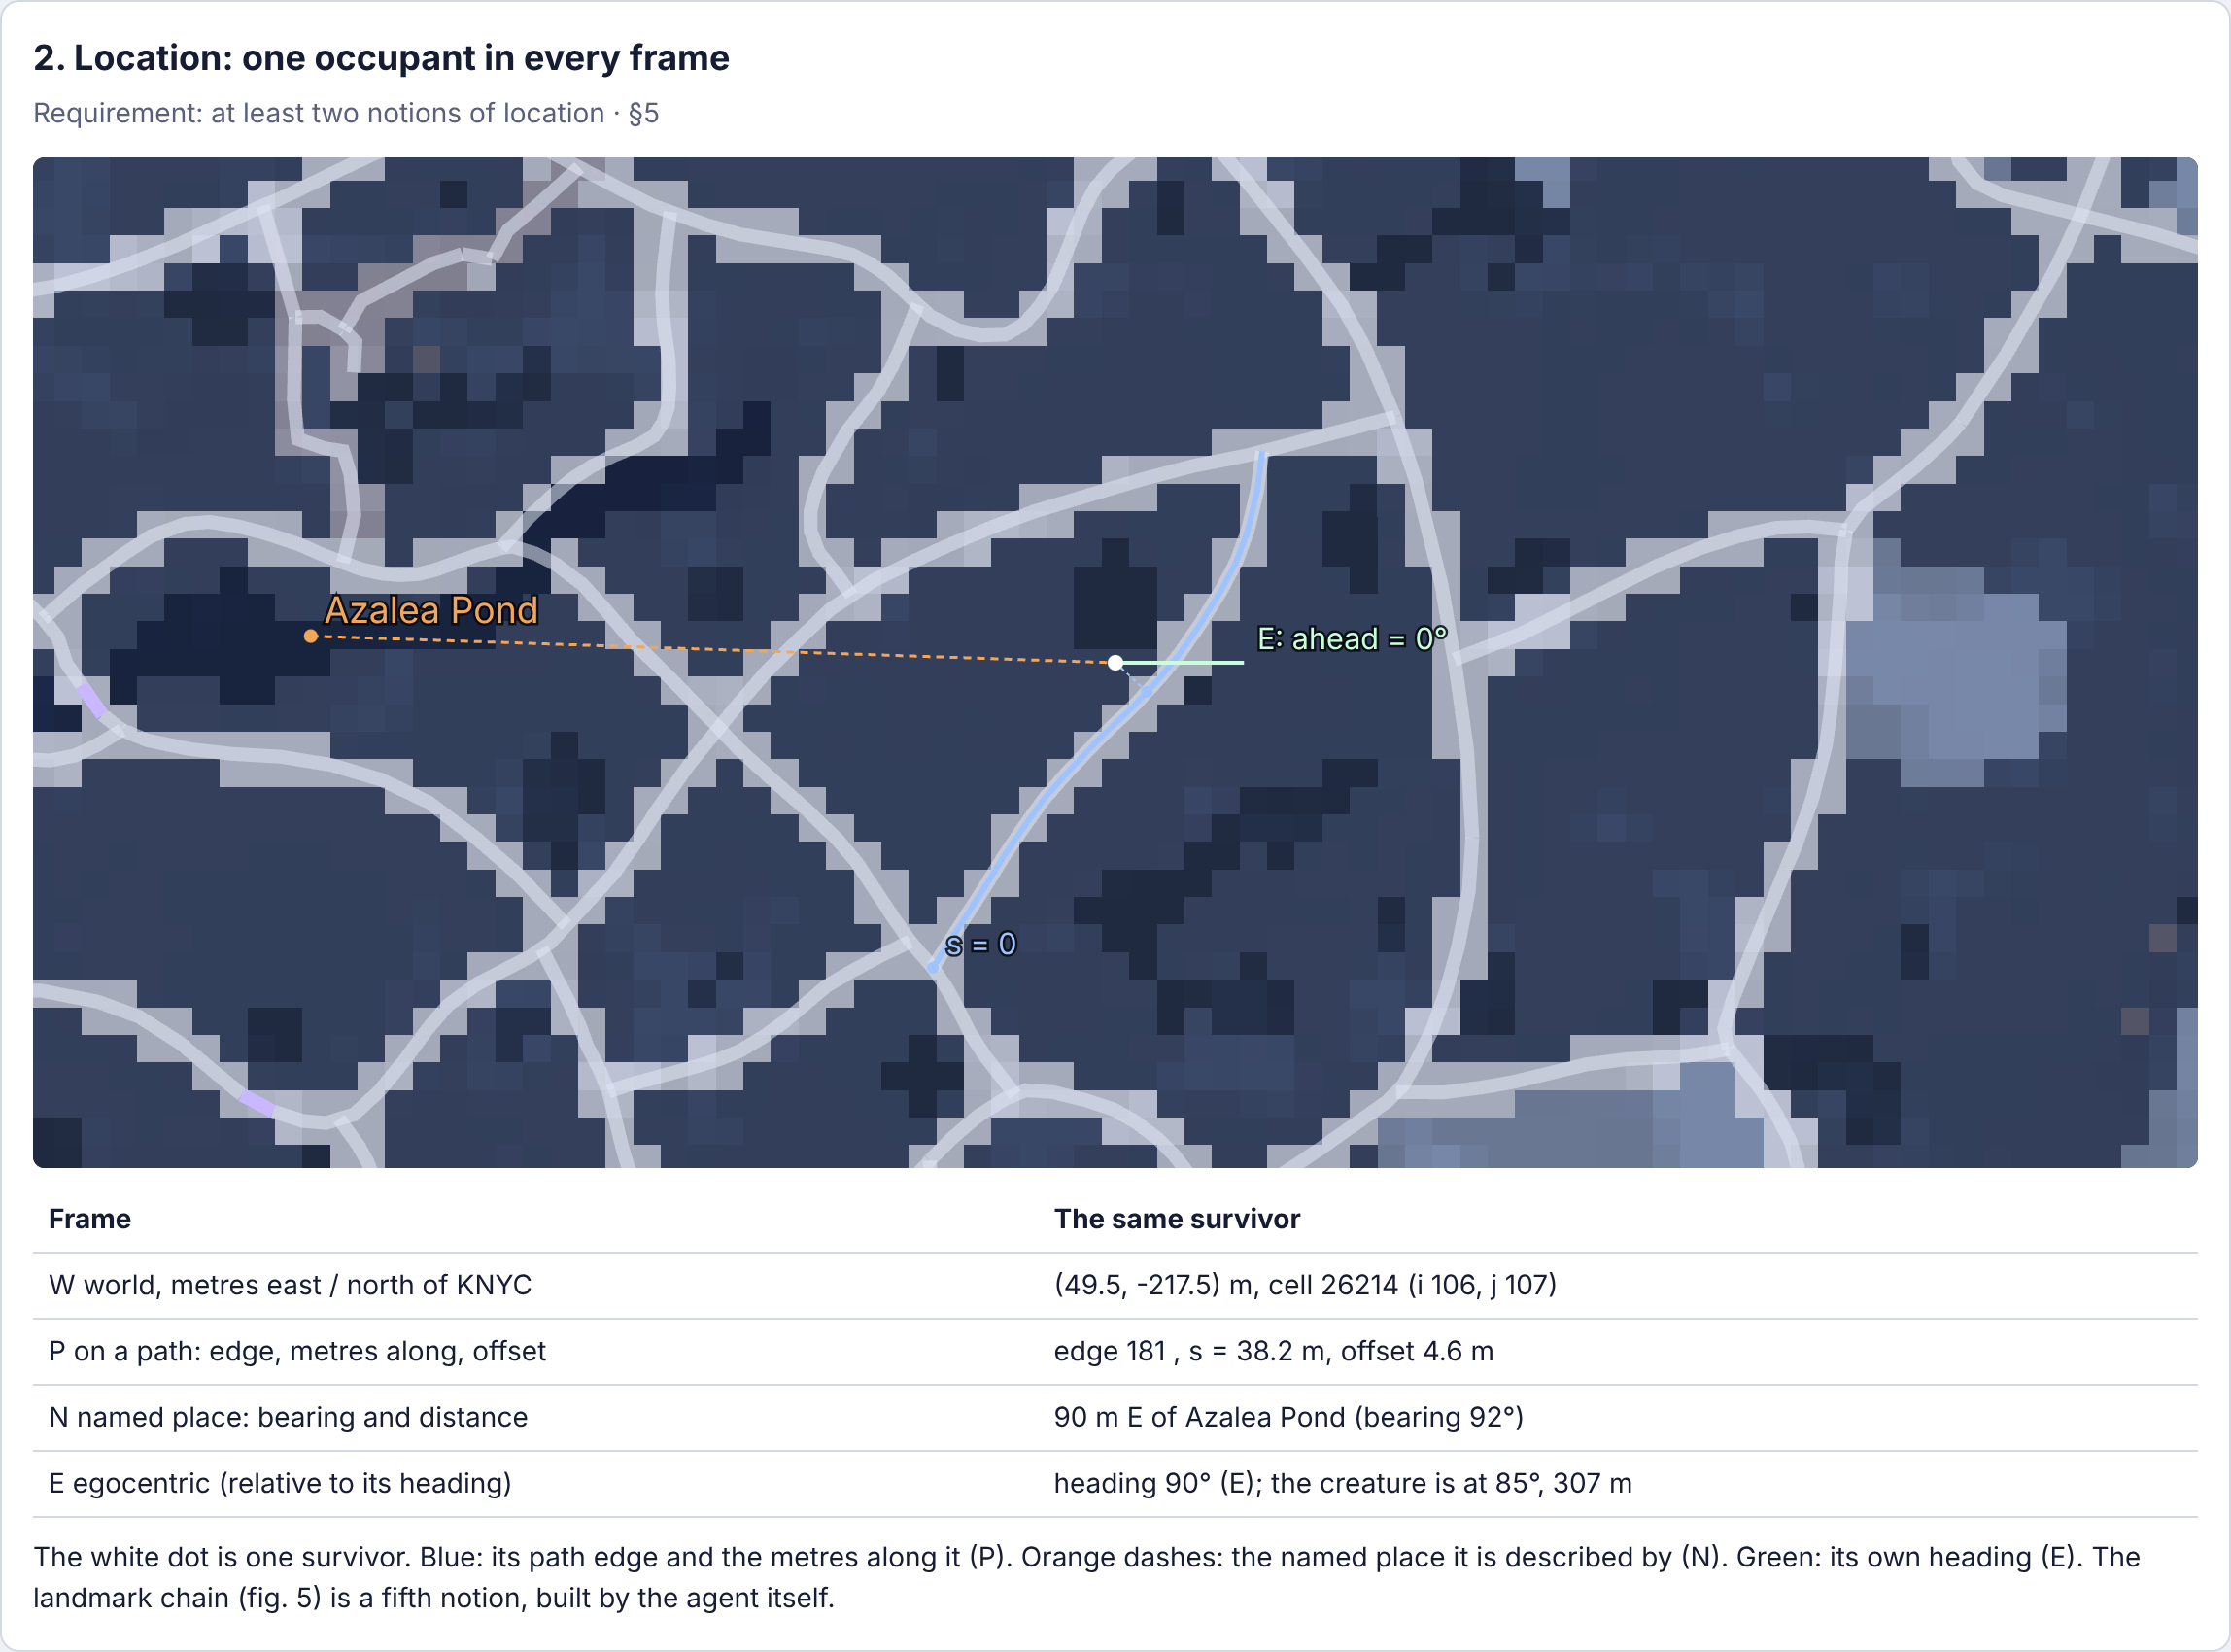 2. Location: one occupant in every frame
Requirement: at least two notions of location · §5
Azalea Pond
E: ahead = 0°
s = 0
Frame The same survivor
W world, metres east / north of KNYC (49.5, -217.5) m, cell 26214 (i 106, j 107)
P on a path: edge, metres along, offset edge 181 , s = 38.2 m, offset 4.6 m
N named place: bearing and distance 90 m E of Azalea Pond (bearing 92°)
E egocentric (relative to its heading) heading 90° (E); the creature is at 85°, 307 m
The white dot is one survivor. Blue: its path edge and the metres along it (P). Orange dashes: the named place it is described by (N). Green: its own heading (E). The
landmark chain (fig. 5) is a fifth notion, built by the agent itself.